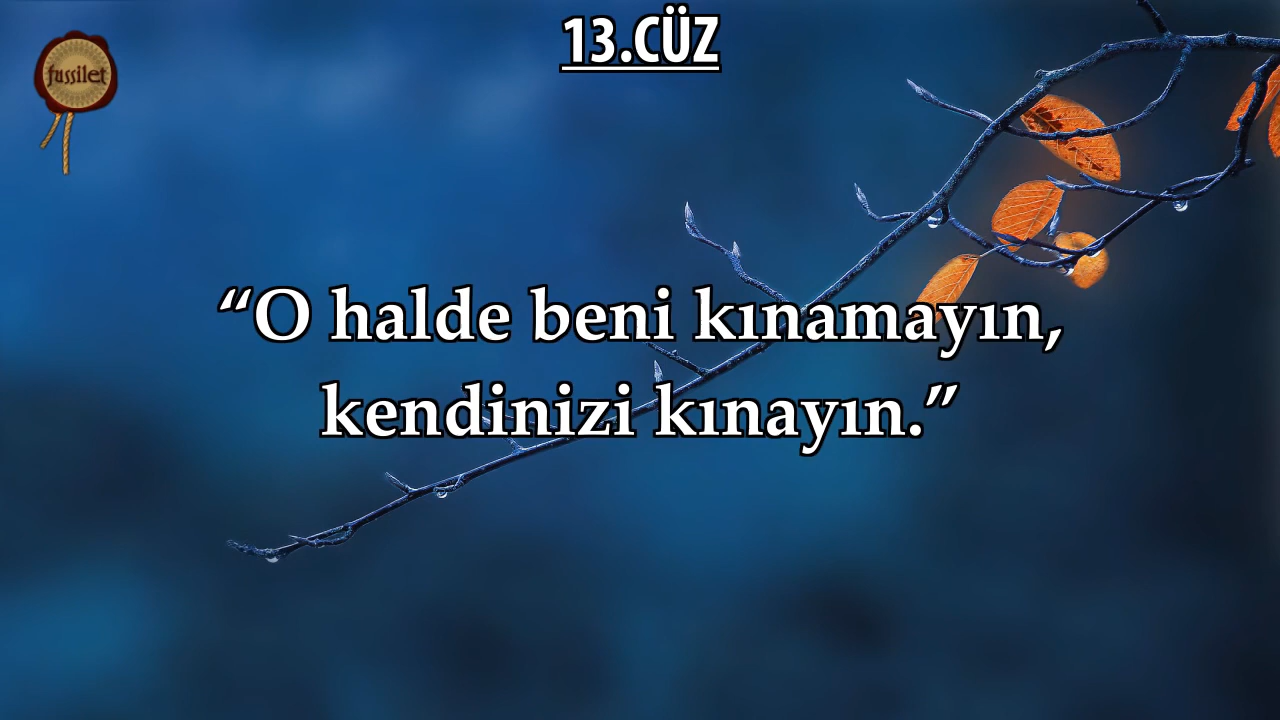 13.CÜZ
fussilet
“O halde beni kınamayın,
kendinizi kınayın.”